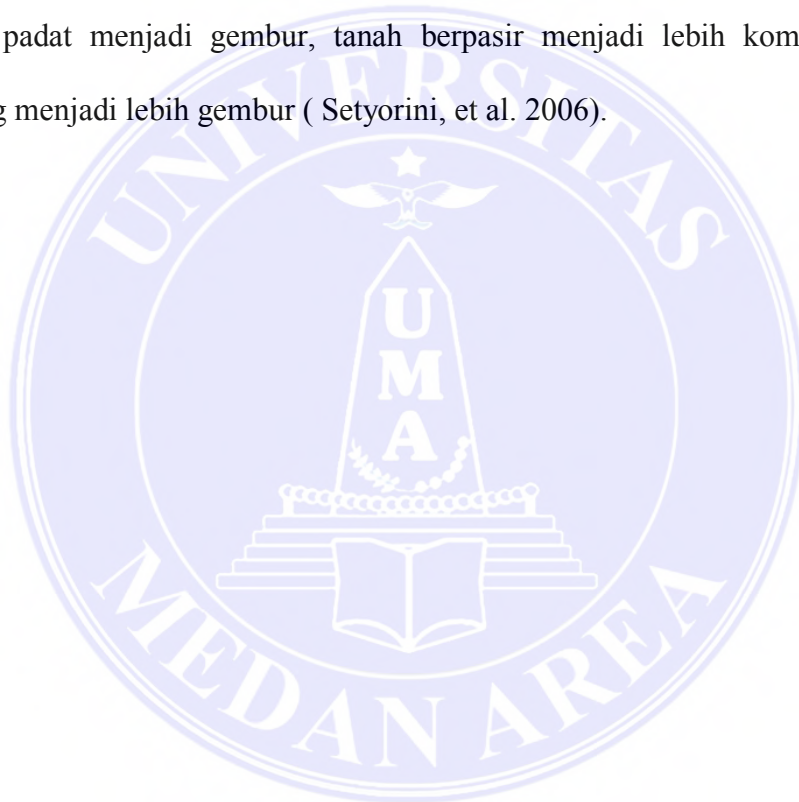 padat menjadi gembur, tanah berpasir menjadi lebih kom
menjadi lebih gembur ( Setyorini, et al. 2006).
UNIVERSITAS
U
M
A
MEDAN AREA